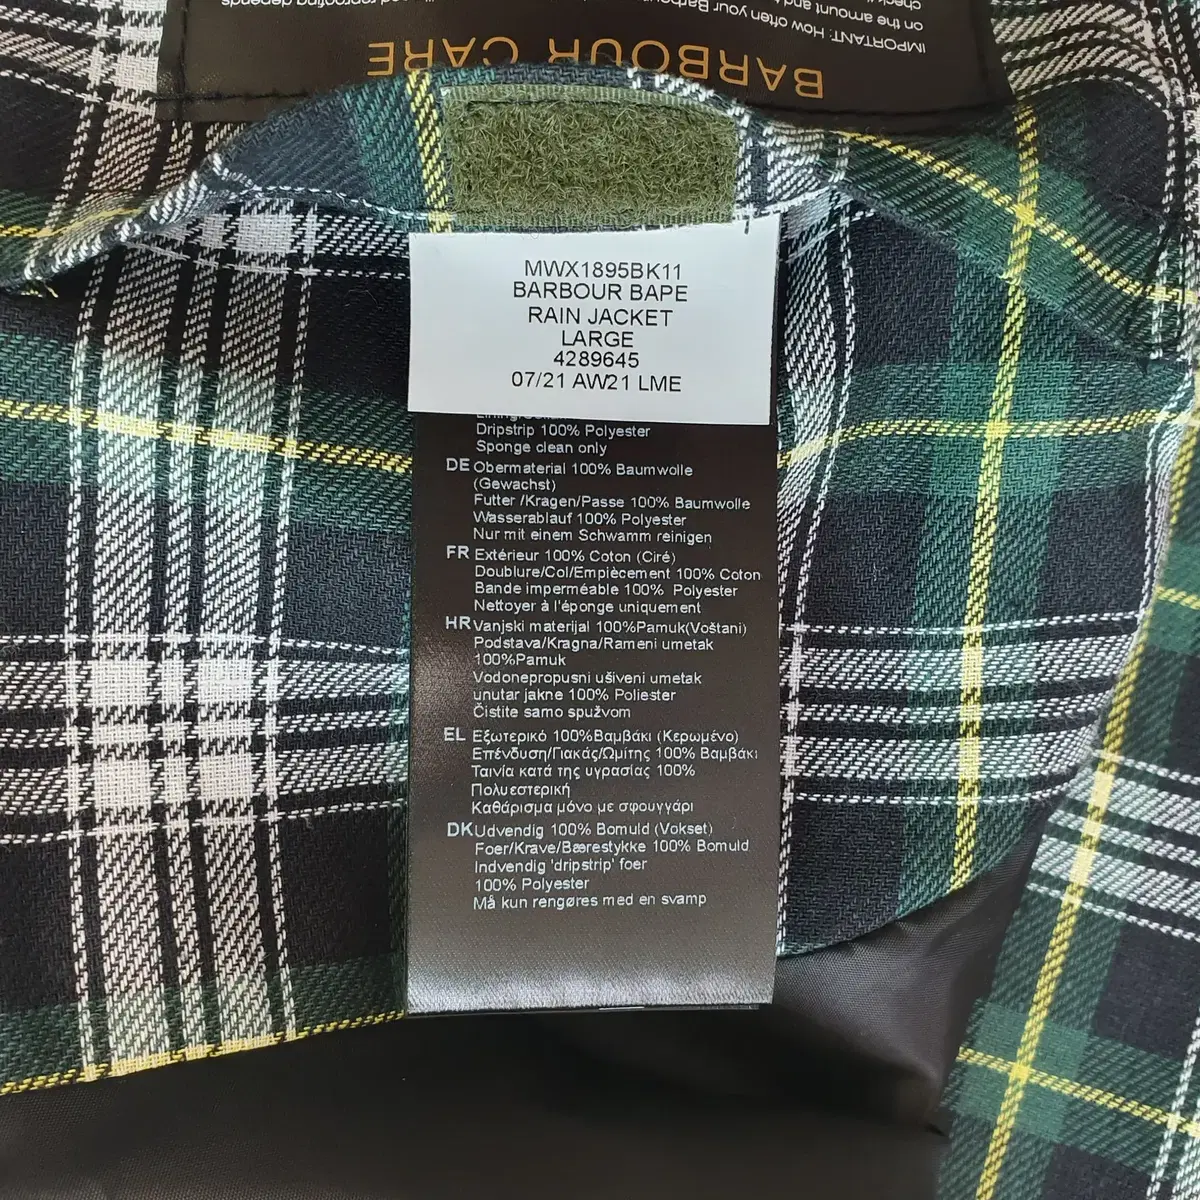 BARBOUR CARE
IMPORTANT: How often your Barbour
on the amount and
MWX1895BK11
BARBOUR BAPE
RAIN JACKET
LARGE
4289645
07/21 AW21 LME
Dripstrip 100% Polyester
Sponge clean only
DE Obermaterial 100% Baumwolle
(Gewachst)
Futter /Kragen/Passe 100% Baumwolle
Wasserablauf 100% Polyester
Nur mit einem Schwamm reinigen
FR Extérieur 100% Coton (Ciré)
Doublure/Col/Empiècement 100% Coton
Bande imperméable 100% Polyester
Nettoyer à l'éponge uniquement
HR Vanjski materijal 100%Pamuk(Voštani)
Podstava/Kragna/Rameni umetak
100%Pamuk
Vodonepropusni ušiveni umetak
unutar jakne 100% Poliester
Čistite samo spužvom
EL Εξωτερικό 100%Βαμβάκι (Κερωμένο)
Επένδυση/Γιακάς/Ωμίτης 100% Βαμβάκι
Ταινία κατά της υγρασίας 100%
Πολυεστερική
Καθάρισμα μόνο με σφουγγάρι
DK Udvendig 100% Bomuld (Vokset)
Foer/Krave/Bærestykke 100% Bomuld
Indvendig 'dripstrip' foer
100% Polyester
Må kun rengøres med en svamp